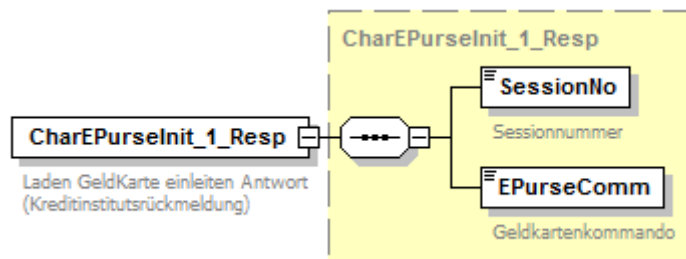 CharEPurseInit_1_Resp
SessionNo
Sessionnummer
CharEPurseInit_1_Resp
Laden GeldKarte einleiten Antwort
(Kreditinstitutsrückmeldung)
EPurseComm
Geldkartenkommando